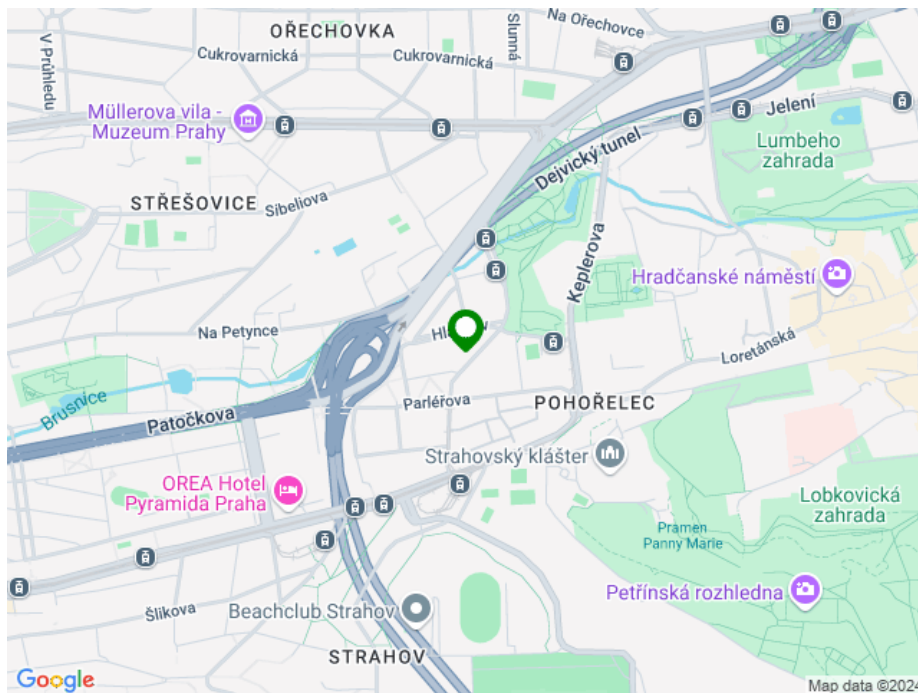 OŘECHOVKA
Na Ořechovce
Slunná
V Průhledu
Cukrovarnická
Cukrovarnická
Müllerova vila -
Muzeum Prahy
Jelení
Lumbeho
zahrada
Dejvický tunel
STŘEŠOVICE
Sibeliova
Keplerova
Hradčanské náměstí
Na Petynce
Loretánská
Brusnice
Parléřova
POHOŘELEC
Patočkova
Strahovský klášter
OREA Hotel
Pyramida Praha
Lobkovická
zahrada
Pramen
Panny Marie
Petřínská rozhledna
Šlikova
Beachclub Strahov
STRAHOV
Google
Map data ©2024